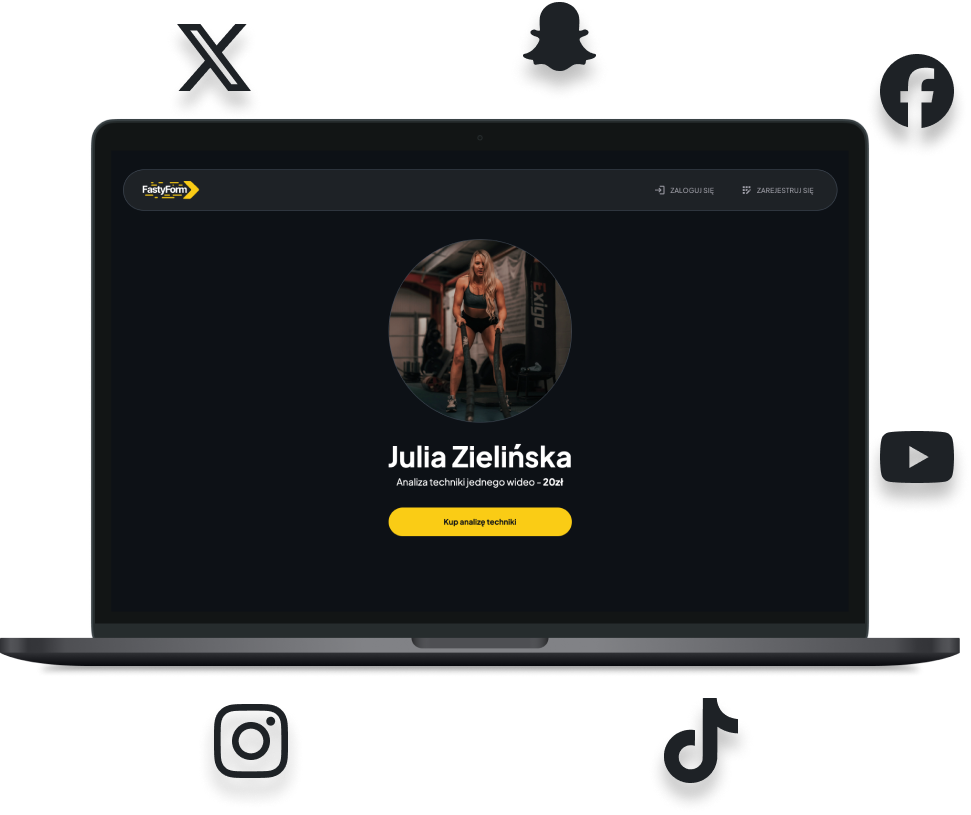 FastyForm
ZALOGUJ SIĘ
ZAREJESTRUJ SIĘ
Exigo
Julia Zielińska
Analiza techniki jednego wideo - 20zł
Kup analizę techniki